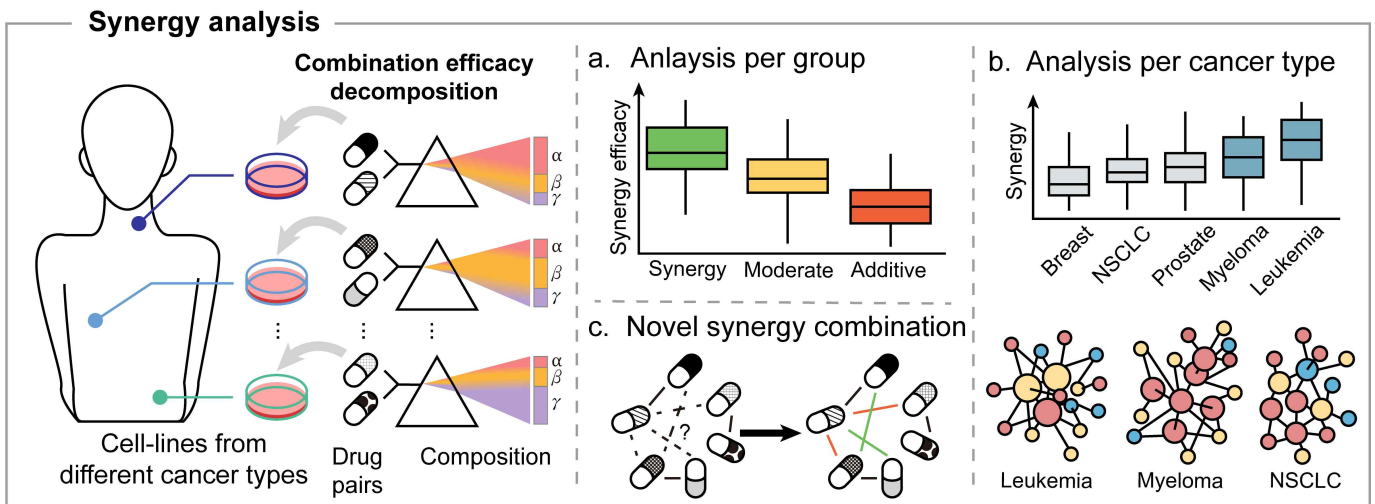 Synergy analysis
Combination efficacy
decomposition
α
β
γ
α
β
γ
⋮
⋮
⋮
α
β
γ
Cell-lines from
different cancer types
Drug
pairs
Composition
a. Anlaysis per group
Synergy efficacy
Synergy
Moderate
Additive
c. Novel synergy combination
?
b. Analysis per cancer type
Synergy
Breast
NSCLC
Prostate
Myeloma
Leukemia
Leukemia
Myeloma
NSCLC